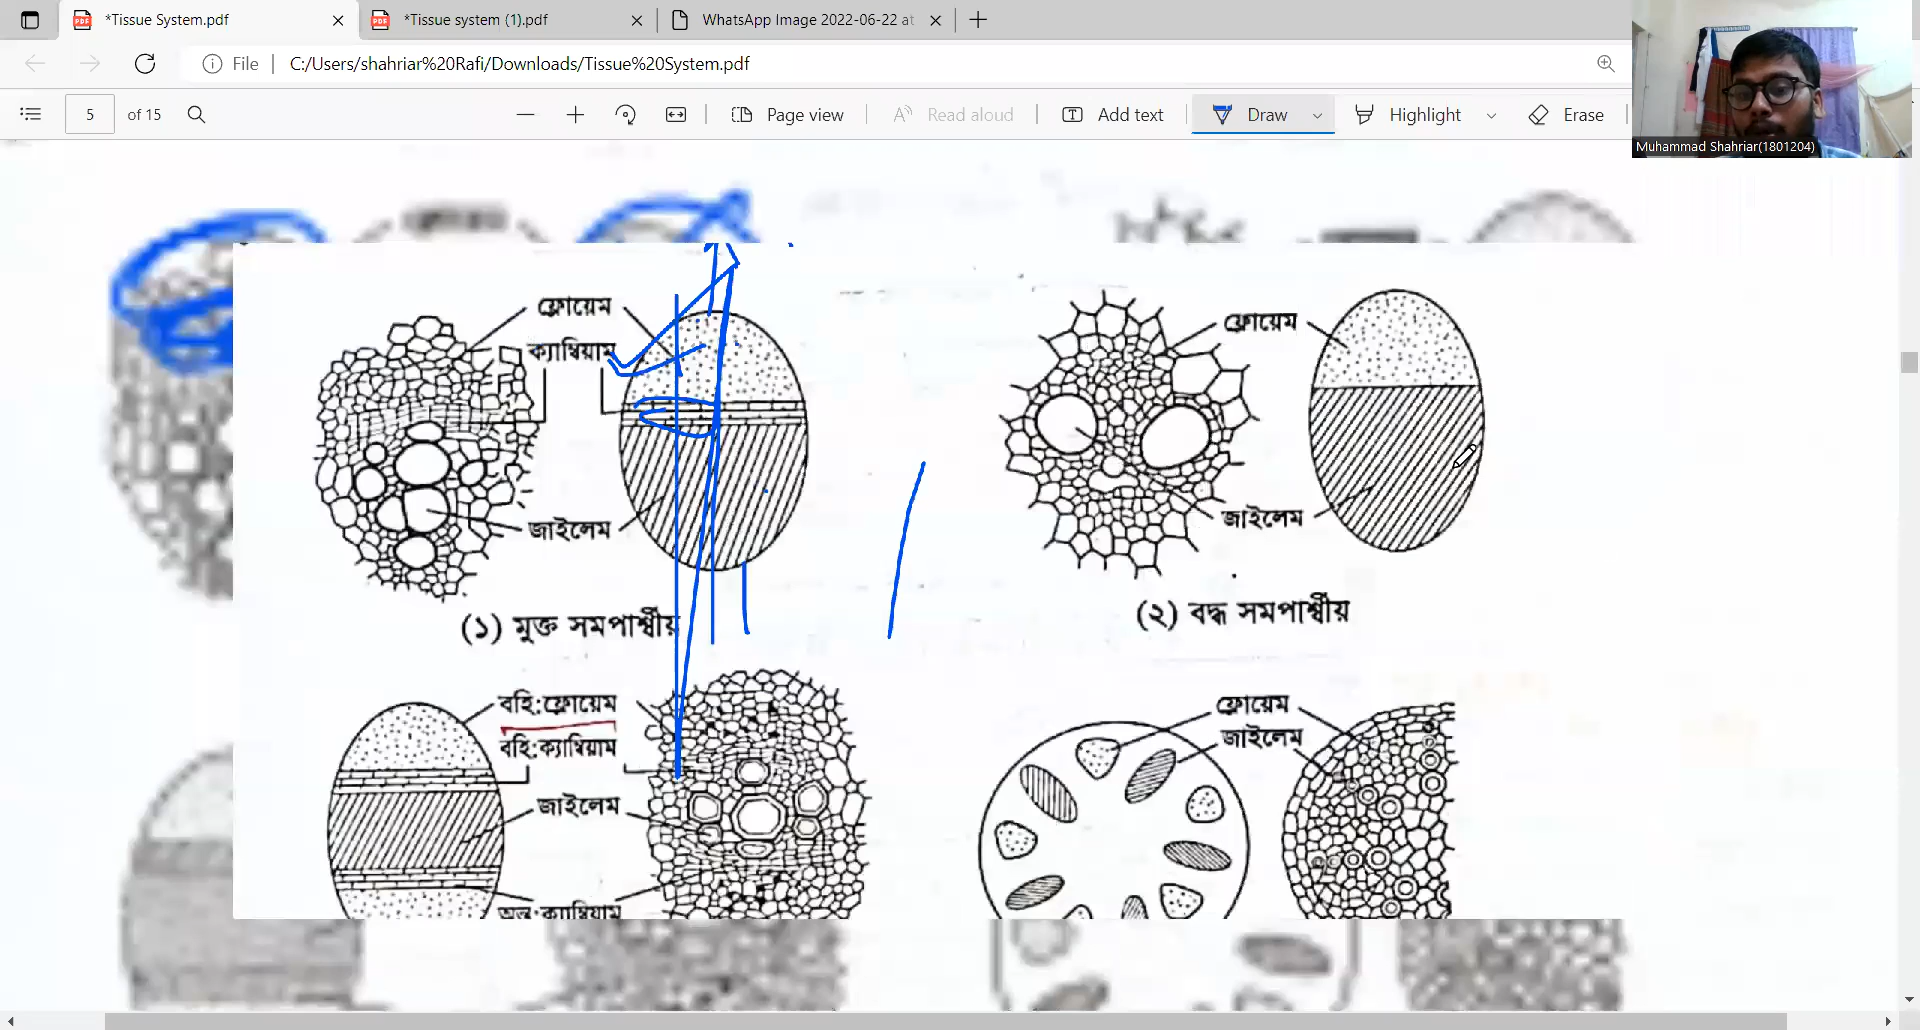 *Tissue System.pdf
*Tissue system (1).pdf
WhatsApp Image 2022-06-22 at
File
C:/Users/shahriar%20Rafi/Downloads/Tissue%20System.pdf
5 of 15
Page view
Read aloud
Add text
Draw
Highlight
Erase
Muhammad Shahriar(1801204)
ফ্লোয়েম
ক্যাম্বিয়াম
জাইলেম
(১) মুক্ত সমপার্শ্বীয়
ফ্লোয়েম
জাইলেম
(২) বদ্ধ সমপার্শ্বীয়
বহি:ফ্লোয়েম
বহি:ক্যাম্বিয়াম
জাইলেম
অন্ত:ক্যাম্বিয়াম
ফ্লোয়েম
জাইলেম